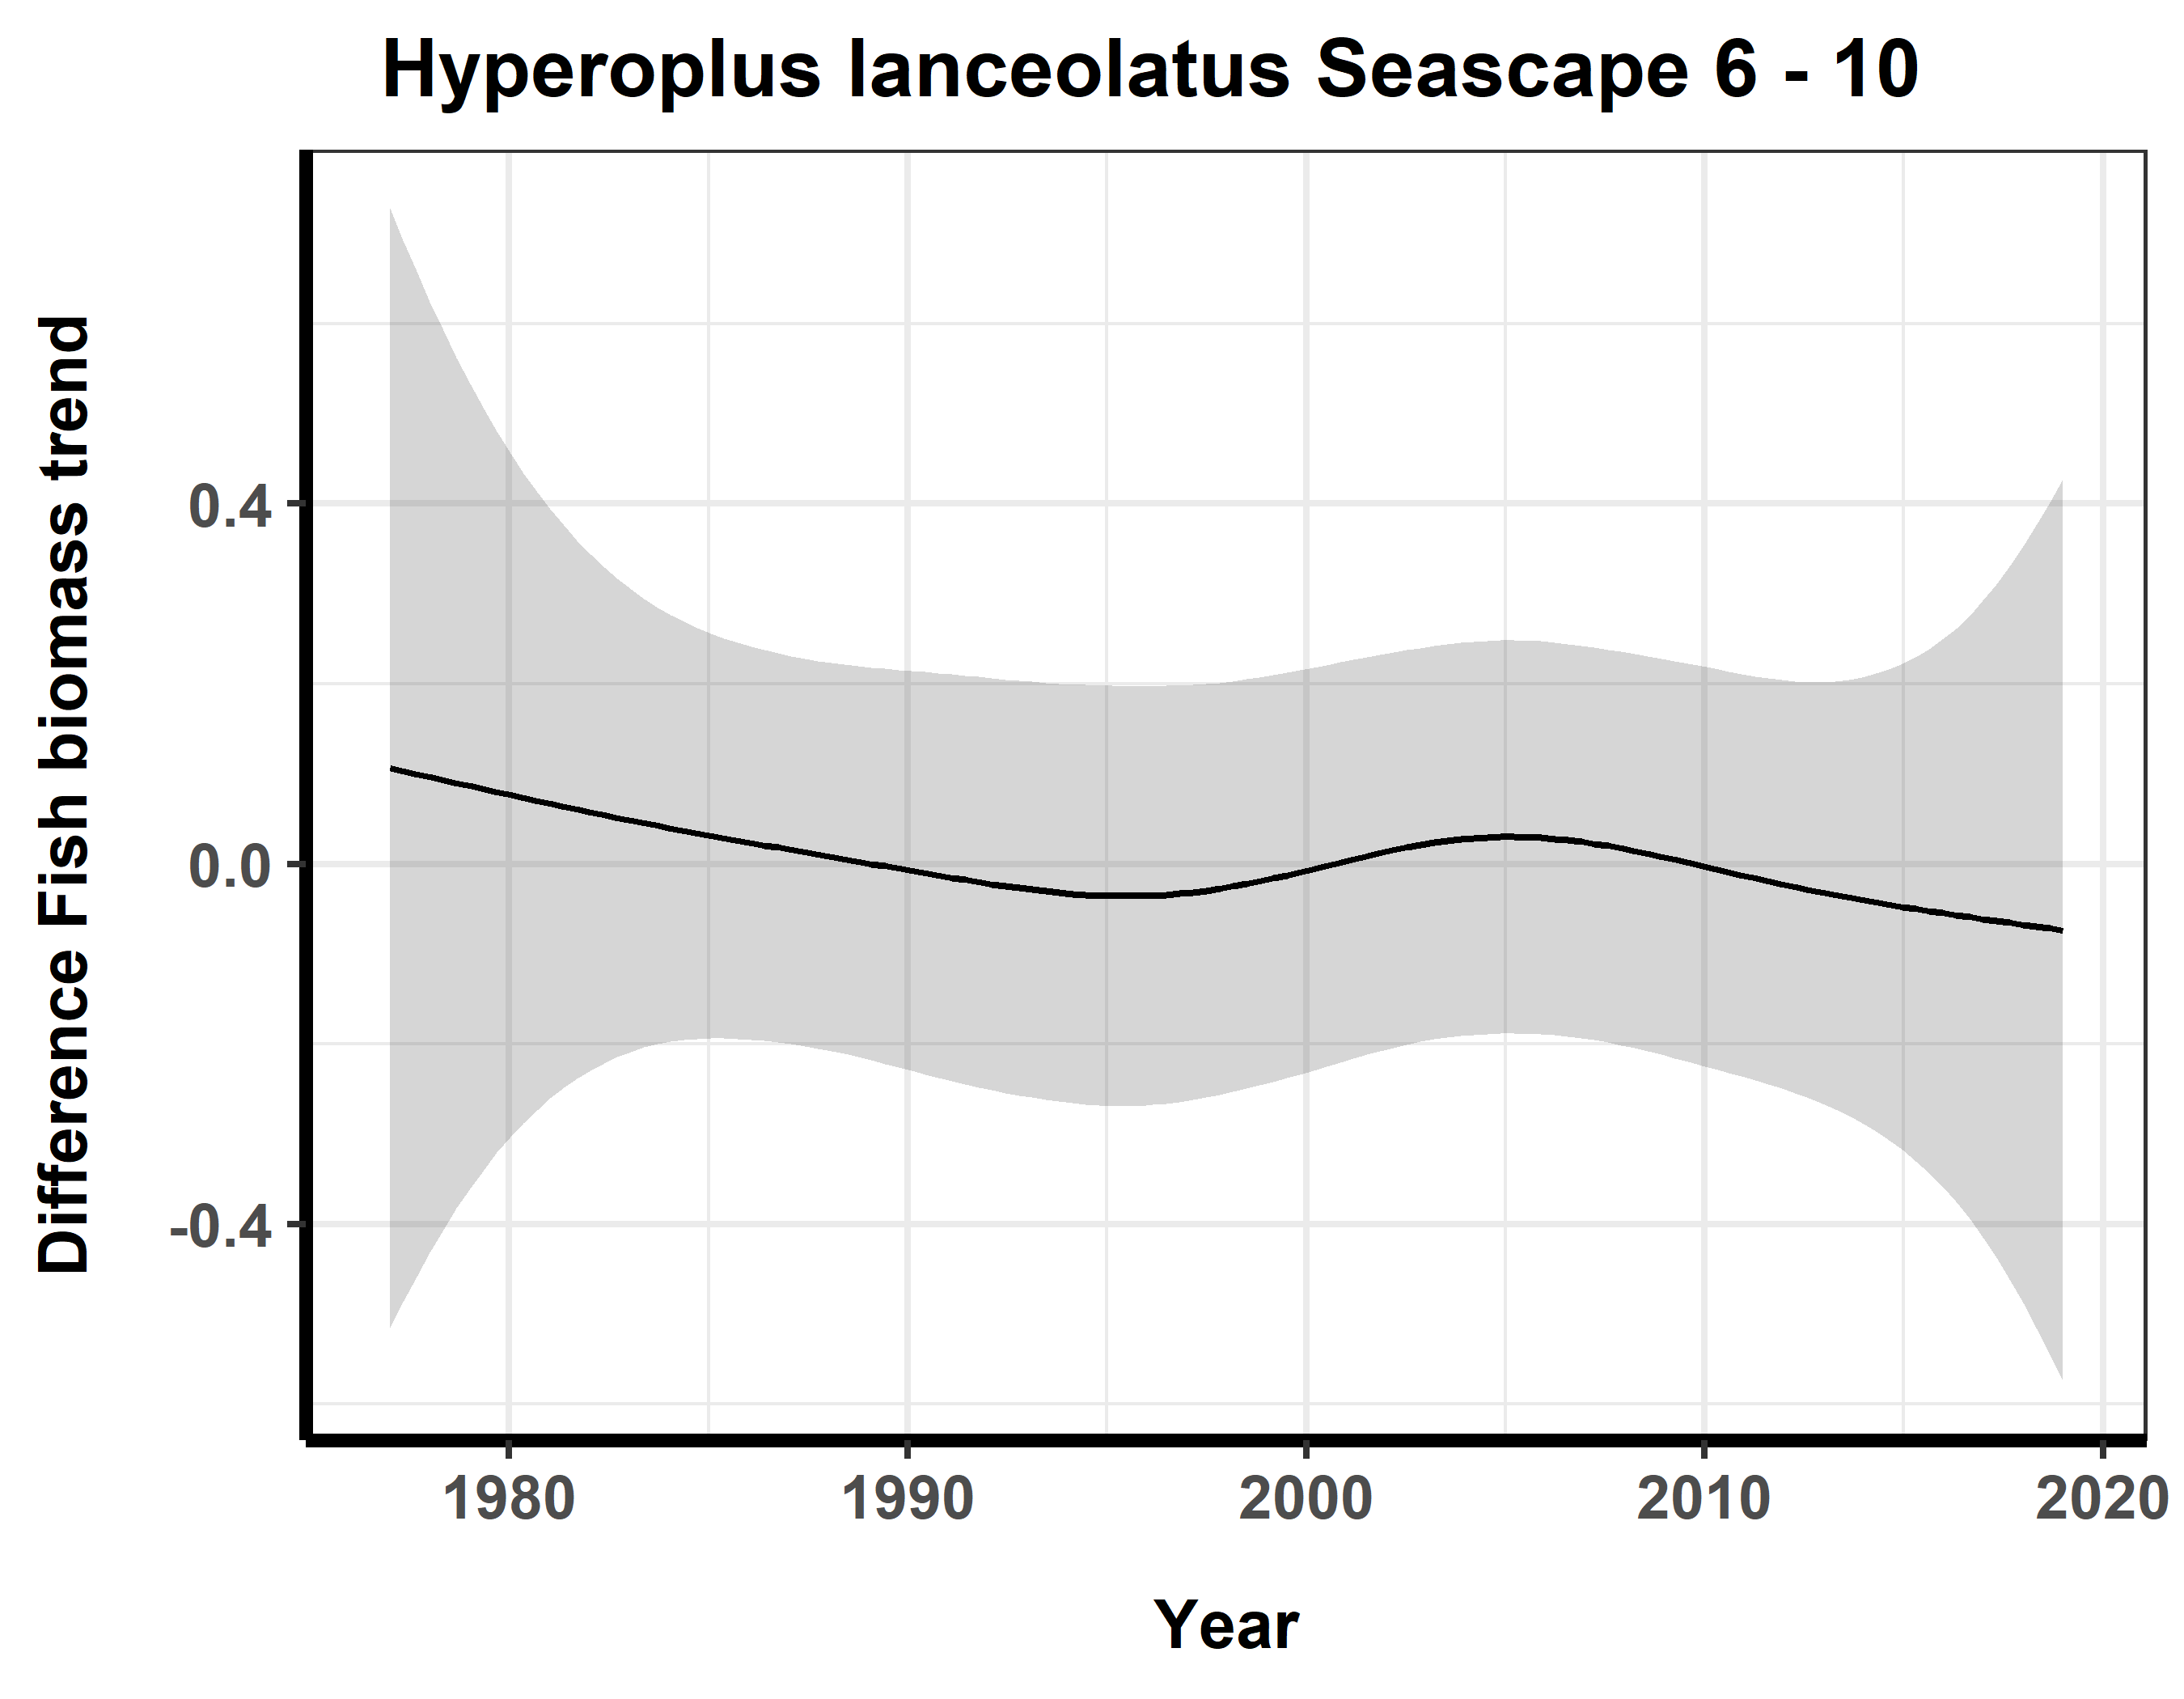 Hyperoplus lanceolatus Seascape 6 - 10
Difference Fish biomass trend
0.4
0.0
-0.4
1980 1990 2000 2010 2020
Year